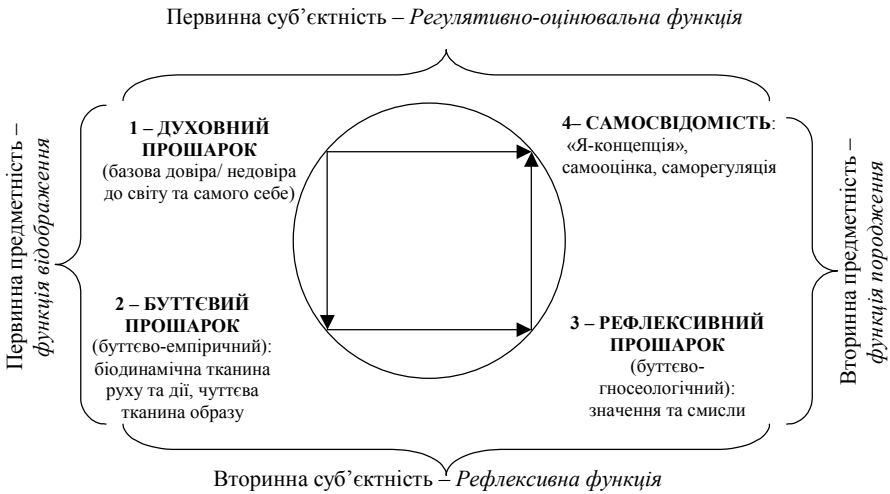 Первинна суб’єктність – Регулятивно-оцінювальна функція
Первинна предметність –
функція відображення
1 – ДУХОВНИЙ
ПРОШАРОК
(базова довіра/ недовіра
до світу та самого себе)
4– САМОСВІДОМІСТЬ:
«Я-концепція»,
самооцінка, саморегуляція
2 – БУТТЄВИЙ
ПРОШАРОК
(буттєво-емпіричний):
біодинамічна тканина
руху та дії, чуттєва
тканина образу
3 – РЕФЛЕКСИВНИЙ
ПРОШАРОК
(буттєво-
гносеологічний):
значення та смисли
Вторинна предметність –
функція породження
Вторинна суб’єктність – Рефлексивна функція